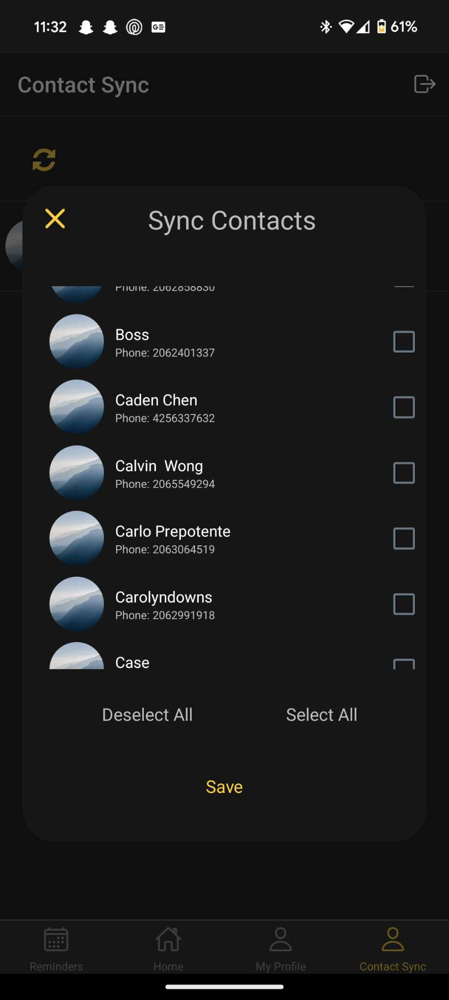 11:32
61%
Contact Sync
Sync Contacts
Phone: 2062858830
Boss
Phone: 2062401337
Caden Chen
Phone: 4256337632
Calvin  Wong
Phone: 2065549294
Carlo Prepotente
Phone: 2063064519
Carolyndowns
Phone: 2062991918
Case
Deselect All
Select All
Save
Reminders
Home
My Profile
Contact Sync